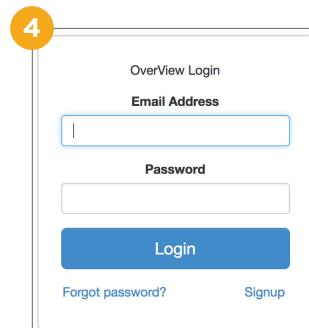 4
OverView Login
Email Address
Password
Login
Forgot password? Signup